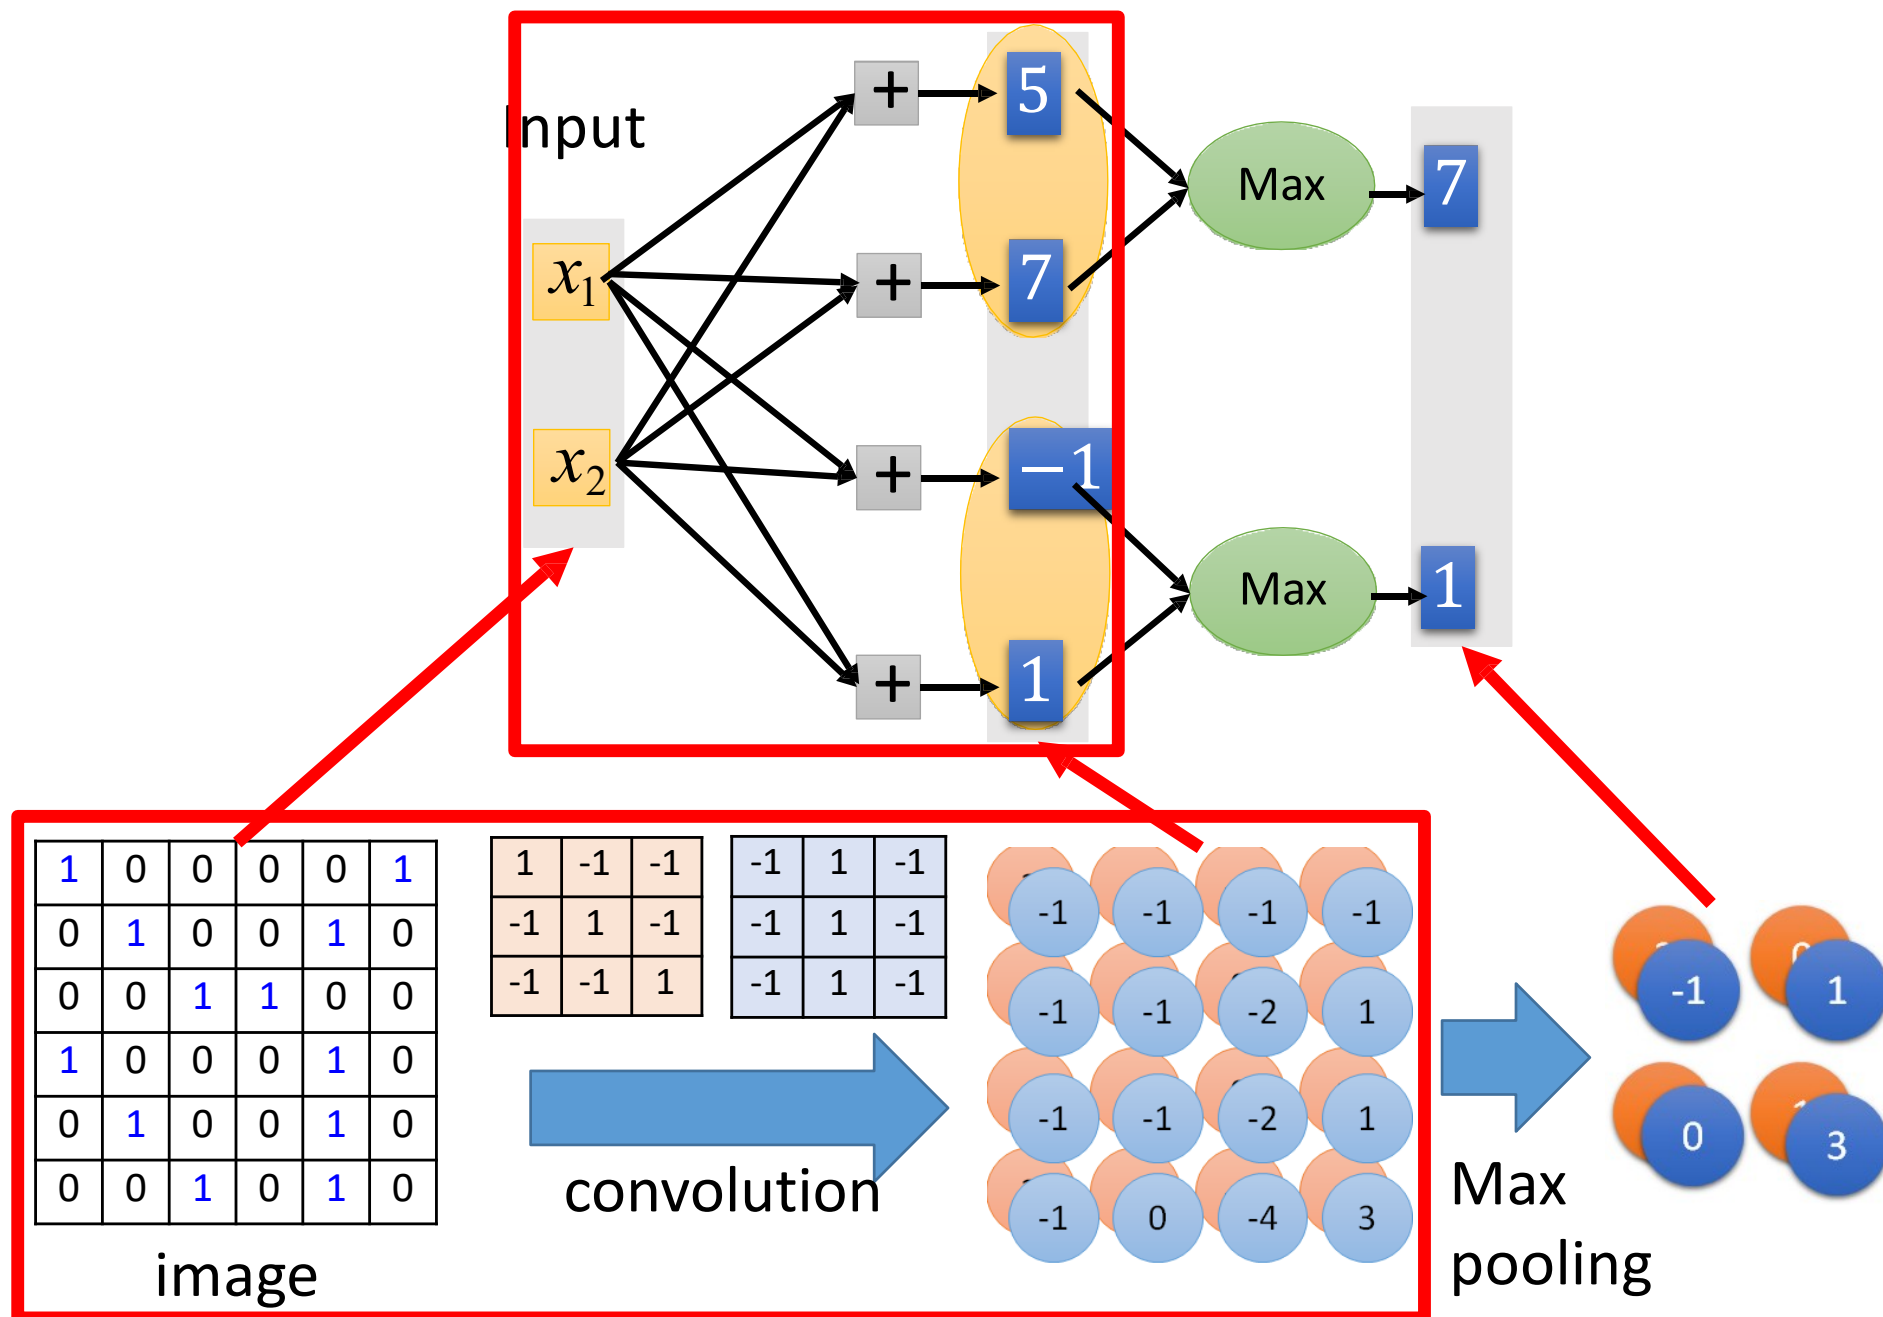 Input
+ 5
Max 7
x₁ + 7
x₂ + −1
Max 1
+ 1
1 0 0 0 0 1
0 1 0 0 1 0
0 0 1 1 0 0
1 0 0 0 1 0
0 1 0 0 1 0
0 0 1 0 1 0
image
1 -1 -1
-1 1 -1
-1 -1 1
-1 1 -1
-1 1 -1
-1 1 -1
convolution
-1 -1 -1 -1
-1 -1 -2 1
-1 -1 -2 1
-1 0 -4 3
Max
pooling
-1 1
0 3